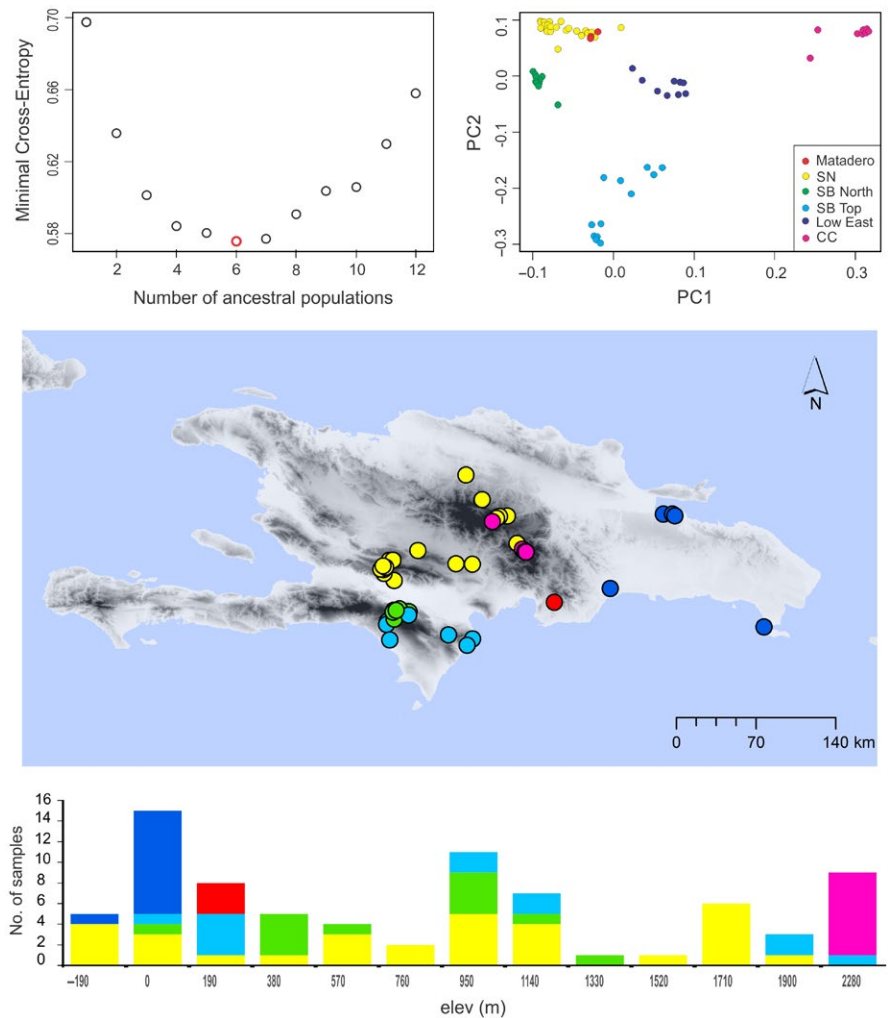 0.70
0.66
0.62
0.58
Minimal Cross-Entropy
2 4 6 8 10 12
Number of ancestral populations
0.1
0.0
−0.1
−0.2
−0.3
PC2
Matadero
SN
SB North
SB Top
Low East
CC
−0.1 0.0 0.1 0.2 0.3
PC1
N
0 70 140 km
16
14
12
10
8
6
4
2
0
No. of samples
−190 0 190 380 570 760 950 1140 1330 1520 1710 1900 2280
elev (m)